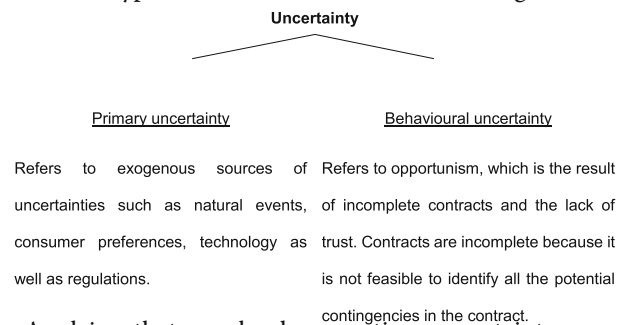 Uncertainty
Primary uncertainty
Refers to exogenous sources of
uncertainties such as natural events,
consumer preferences, technology as
well as regulations.
Behavioural uncertainty
Refers to opportunism, which is the result
of incomplete contracts and the lack of
trust. Contracts are incomplete because it
is not feasible to identify all the potential
contingencies in the contract.